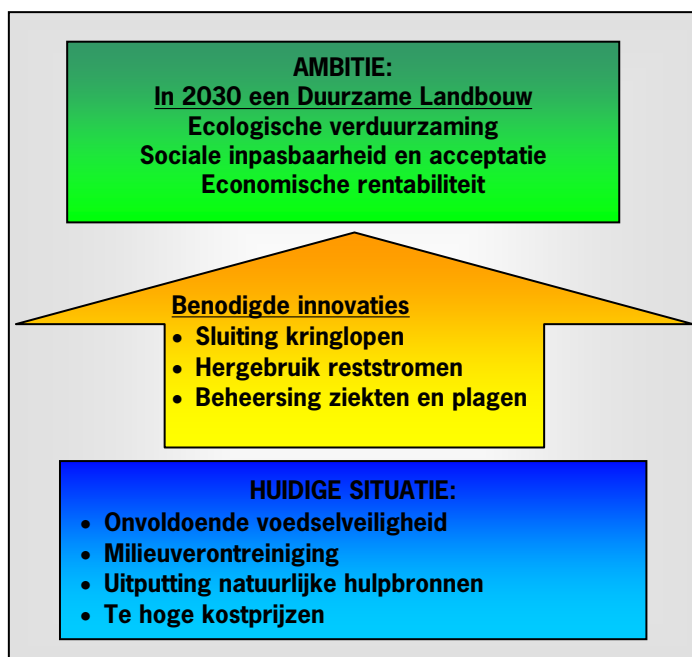 AMBITIE:
In 2030 een Duurzame Landbouw
Ecologische verduurzaming
Sociale inpasbaarheid en acceptatie
Economische rentabiliteit
Benodigde innovaties
• Sluiting kringlopen
• Hergebruik reststromen
• Beheersing ziekten en plagen
HUIDIGE SITUATIE:
• Onvoldoende voedselveiligheid
• Milieuverontreiniging
• Uitputting natuurlijke hulpbronnen
• Te hoge kostprijzen